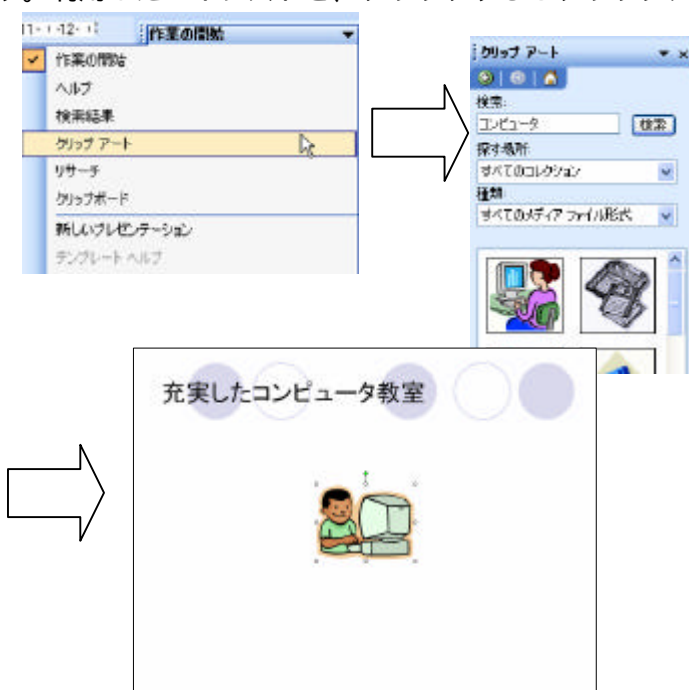 11・1・12・1
作業の開始
作業の開始
ヘルプ
検索結果
クリップ アート
リサーチ
クリップボード
新しいプレゼンテーション
テンプレート ヘルプ
クリップ アート
検索:
コンピュータ
検索
探す場所:
すべてのコレクション
種類:
すべてのメディア ファイル形式
充実したコンピュータ教室